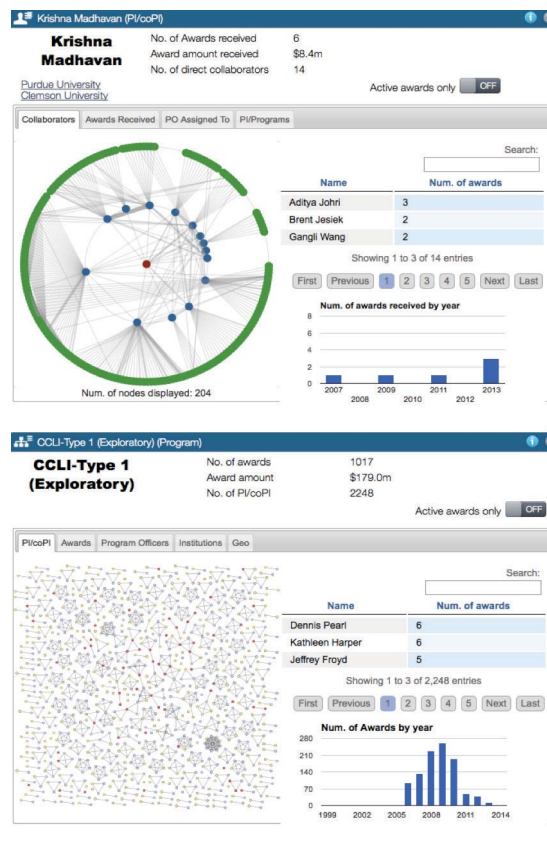 Krishna Madhavan (PI/coPI)
Krishna
Madhavan
No. of Awards received 6
Award amount received $8.4m
No. of direct collaborators 14
Purdue University
Clemson University
Active awards only OFF
Collaborators Awards Received PO Assigned To PI/Programs
Search:
Name Num. of awards
Aditya Johri 3
Brent Jesiek 2
Gangli Wang 2
Showing 1 to 3 of 14 entries
First Previous 1 2 3 4 5 Next Last
Num. of awards received by year
8
6
4
2
0
2007 2009 2011 2013
2008 2010 2012
Num. of nodes displayed: 204
CCLI-Type 1 (Exploratory) (Program)
CCLI-Type 1
(Exploratory)
No. of awards 1017
Award amount $179.0m
No. of PI/coPI 2248
Active awards only OFF
PI/coPI Awards Program Officers Institutions Geo
Search:
Name Num. of awards
Dennis Pearl 6
Kathleen Harper 6
Jeffrey Froyd 5
Showing 1 to 3 of 2,248 entries
First Previous 1 2 3 4 5 Next Last
Num. of Awards by year
280
210
140
70
0
1999 2002 2005 2008 2011 2014